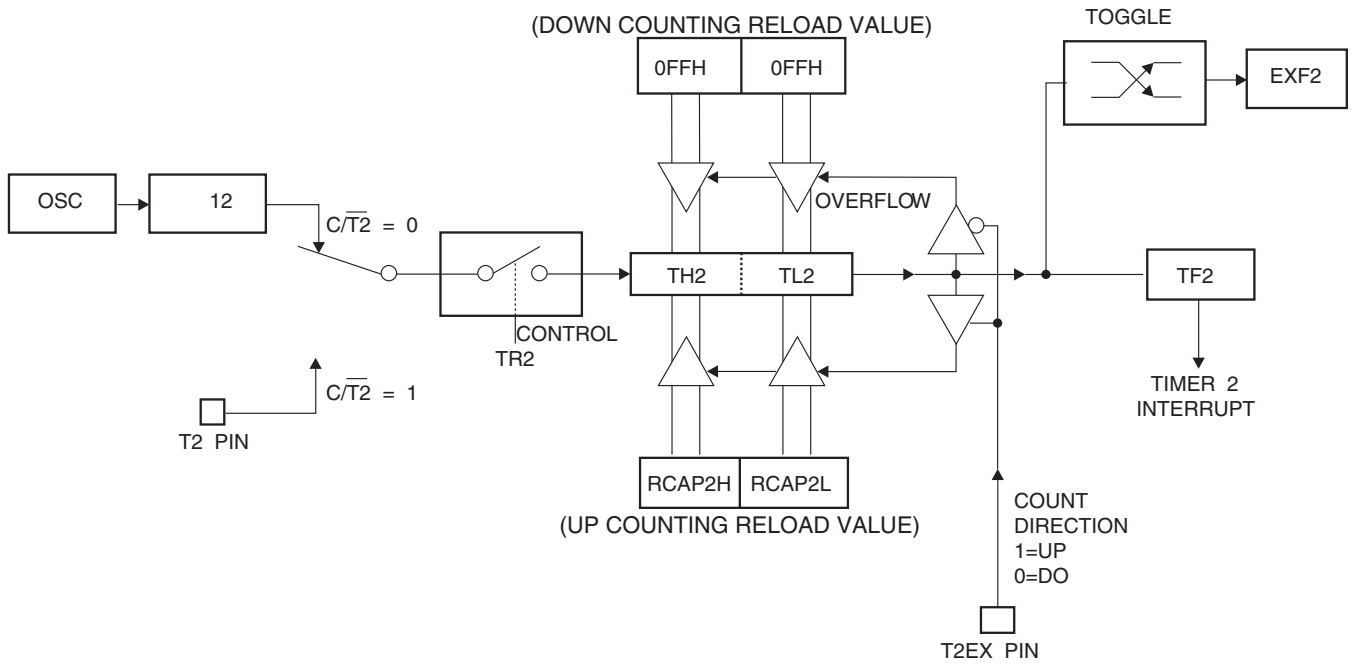 TOGGLE
(DOWN COUNTING RELOAD VALUE)
0FFH 0FFH
EXF2
OSC
12
OVERFLOW
C/T2 = 0
TH2 TL2
TF2
CONTROL
TR2
C/T2 = 1
TIMER 2
INTERRUPT
T2 PIN
RCAP2H RCAP2L
(UP COUNTING RELOAD VALUE)
COUNT
DIRECTION
1=UP
0=DO
T2EX PIN